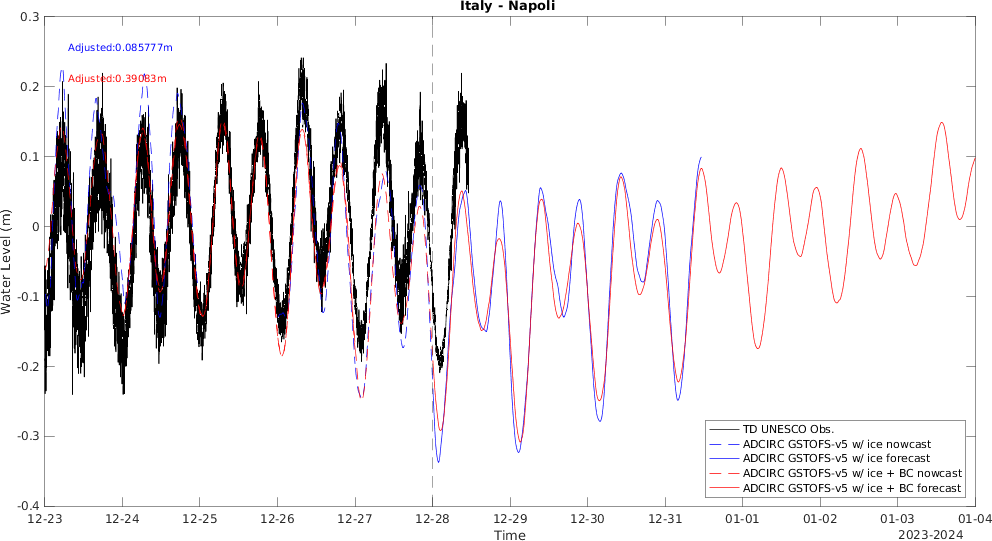 Italy - Napoli
Adjusted:0.085777m
Adjusted:0.39083m
Water Level (m)
0.3
0.2
0.1
0
-0.1
-0.2
-0.3
-0.4
TD UNESCO Obs.
ADCIRC GSTOFS-v5 w/ ice nowcast
ADCIRC GSTOFS-v5 w/ ice forecast
ADCIRC GSTOFS-v5 w/ ice + BC nowcast
ADCIRC GSTOFS-v5 w/ ice + BC forecast
12-23 12-24 12-25 12-26 12-27 12-28 12-29 12-30 12-31 01-01 01-02 01-03 01-04
Time
2023-2024